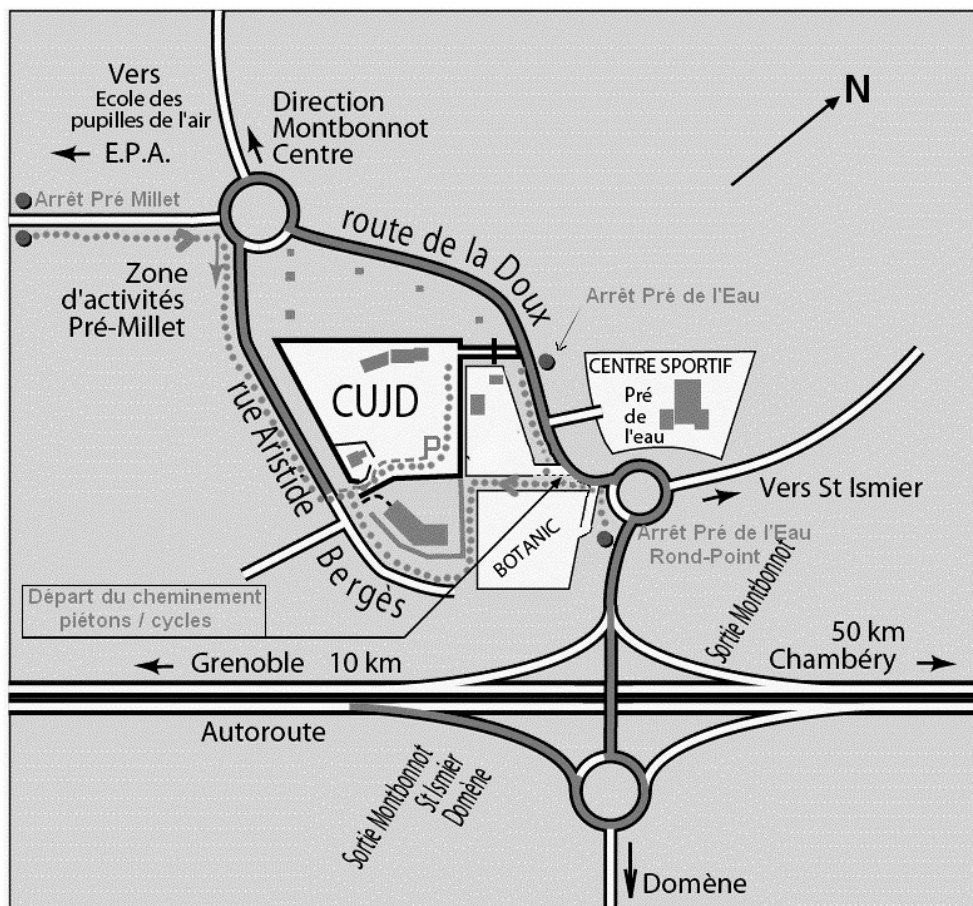 Vers
Ecole des
pupilles de l'air
E.P.A.
Direction
Montbonnot
Centre
N
Arrêt Pré Millet
route de la Doux
Zone
d'activités
Pré-Millet
Arrêt Pré de l'Eau
CENTRE SPORTIF
Pré
de
l'eau
CUJD
P
rue Aristide
Bergès
Vers St Ismier
BOTANIC
Arrêt Pré de l'Eau
Rond-Point
Départ du cheminement
piétons / cycles
Sortie Montbonnot
Grenoble 10 km
50 km
Chambéry
Autoroute
Sortie Montbonnot
St Ismier
Domène
Domène